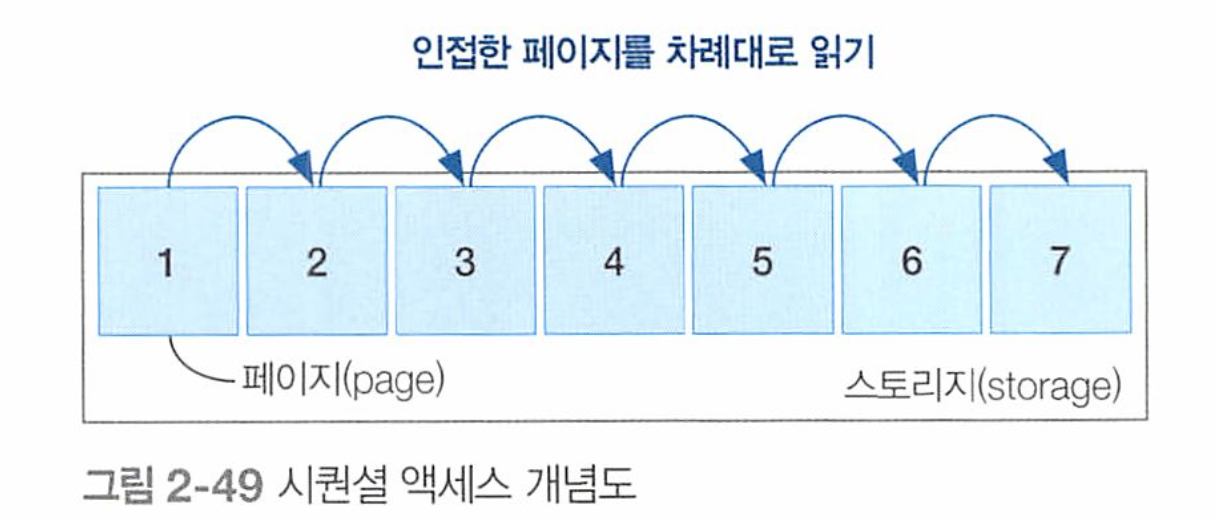 인접한 페이지를 차례대로 읽기
1 2 3 4 5 6 7
페이지(page)
스토리지(storage)
그림 2-49 시퀀셜 액세스 개념도